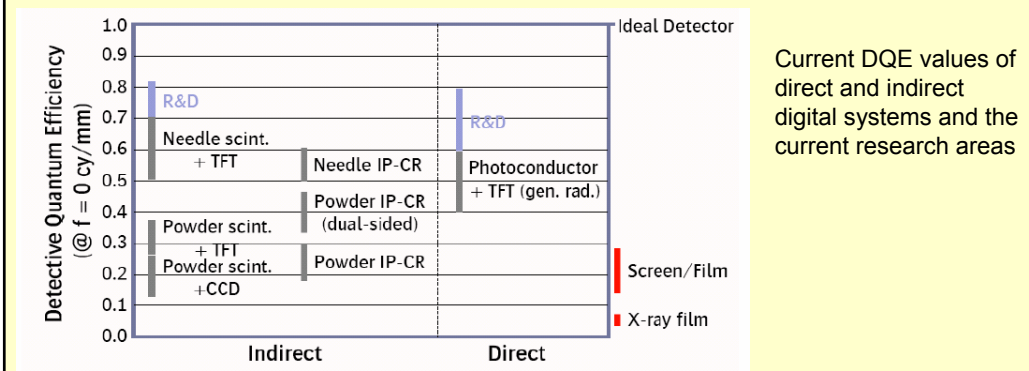 Detective Quantum Efficiency
(@ f = 0 cy/mm)
1.0
0.9
0.8
0.7
0.6
0.5
0.4
0.3
0.2
0.1
0.0
R&D
Needle scint.
+ TFT
Powder scint.
+ TFT
Powder scint.
+CCD
Needle IP-CR
Powder IP-CR
(dual-sided)
Powder IP-CR
R&D
Photoconductor
+ TFT (gen. rad.)
Indirect
Direct
Ideal Detector
Screen/Film
X-ray film
Current DQE values of
direct and indirect
digital systems and the
current research areas